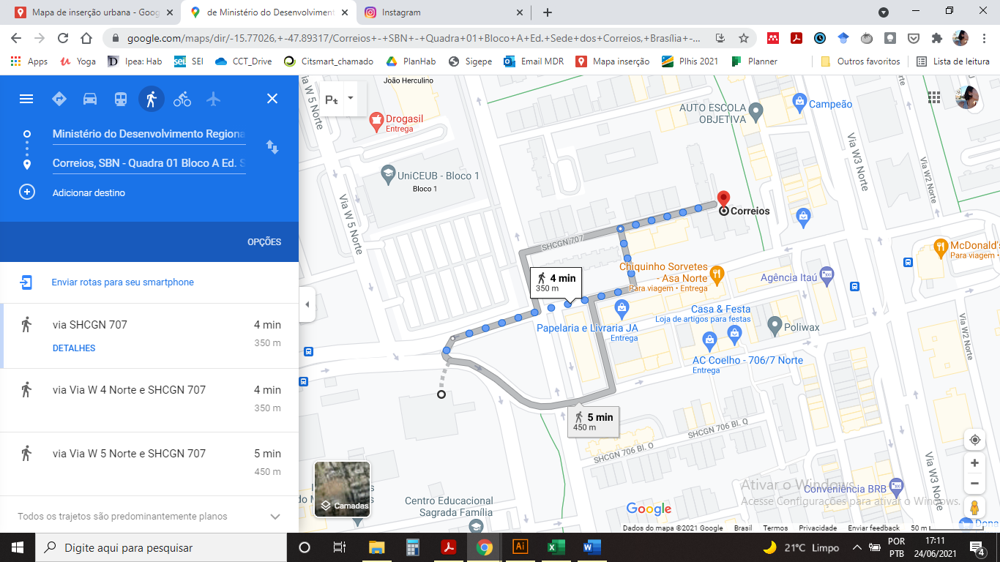 Mapa de inserção urbana - Goog
de Ministério do Desenvolviment
Instagram
google.com/maps/dir/-15.77026,+-47.89317/Correios+-+SBN+-+Quadra+01+Bloco+A+Ed.+Sede+dos+Correios,+Brasília+-...
Apps
Yoga
Ipea: Hab
SEI
CCT_Drive
Citsmart_chamado
PlanHab
Sigepe
Email MDR
Mapa inserção
Plhis 2021
Planner
Outros favoritos
Lista de leitura
Ministério do Desenvolvimento Regiona
Correios, SBN - Quadra 01 Bloco A Ed. S
Adicionar destino
OPÇÕES
Enviar rotas para seu smartphone
via SHCGN 707
4 min
350 m
DETALHES
via Via W 4 Norte e SHCGN 707
4 min
350 m
via Via W 5 Norte e SHCGN 707
5 min
450 m
Todos os trajetos são predominantemente planos
João Herculino
Pt
Via W 5 Norte
Drogasil
Entrega
UniCEUB - Bloco 1
Bloco 1
Via W 5 Norte
AUTO ESCOLA
OBJETIVA
Campeão
Via W3 Norte
Via W2 Norte
Correios
SHCGN 707
McDonald's
Para viagem •
4 min
350 m
Chiquinho Sorvetes
- Asa Norte
Para viagem • Entrega
Agência Itaú
Papelaria e Livraria JA
Entrega
Casa & Festa
Loja de artigos para festas
Poliwax
AC Coelho - 706/7 Norte
Entrega
Via W2 Norte
5 min
450 m
SHCGN 706 Bl. Q
SHCGN 706 Bl. O
Via W3 Norte
Conveniência BRB
Centro Educacional
Sagrada Família
Camadas
Google
Ativar o Windows
Acesse Configurações para ativar o Windows.
Dados do mapa ©2021 Google
Brasil
Termos
Privacidade
Enviar feedback
50 m
Digite aqui para pesquisar
21°C Limpo
POR
PTB
17:11
24/06/2021
4